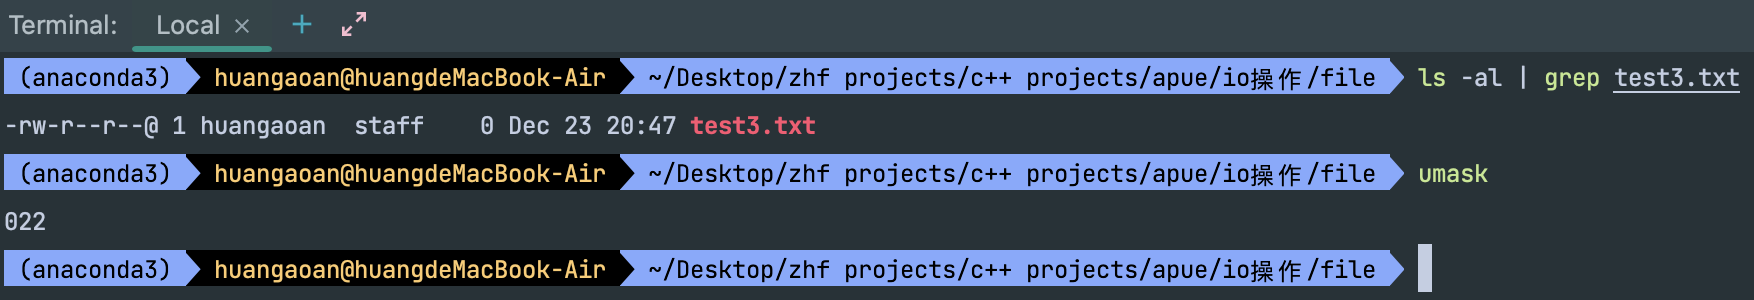 Terminal: Local × +
(anaconda3) huangaoan@huangdeMacBook-Air ~/Desktop/zhf projects/c++ projects/apue/io操作/file ls -al | grep test3.txt
-rw-r--r--@ 1 huangaoan  staff    0 Dec 23 20:47 test3.txt
(anaconda3) huangaoan@huangdeMacBook-Air ~/Desktop/zhf projects/c++ projects/apue/io操作/file umask
022
(anaconda3) huangaoan@huangdeMacBook-Air ~/Desktop/zhf projects/c++ projects/apue/io操作/file